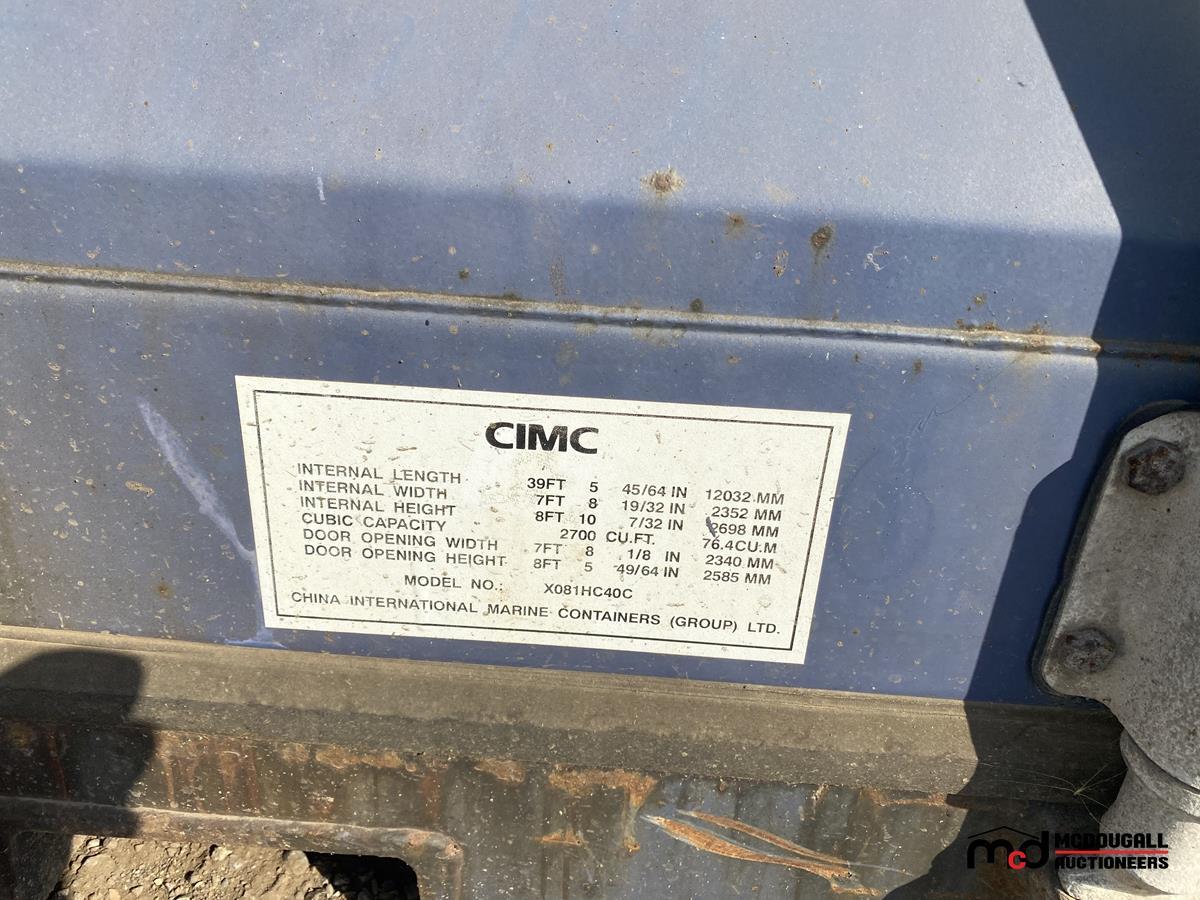 CIMC
INTERNAL LENGTH 39FT 5 45/64 IN 12032 MM
INTERNAL WIDTH 7FT 8 19/32 IN 2352 MM
INTERNAL HEIGHT 8FT 10 7/32 IN 2698 MM
CUBIC CAPACITY 2700 CU.FT. 76.4CU.M
DOOR OPENING WIDTH 7FT 8 1/8 IN 2340 MM
DOOR OPENING HEIGHT 8FT 5 49/64 IN 2585 MM
MODEL NO.: X081HC40C
CHINA INTERNATIONAL MARINE CONTAINERS (GROUP) LTD.
mcd MCDOUGALL
AUCTIONEERS